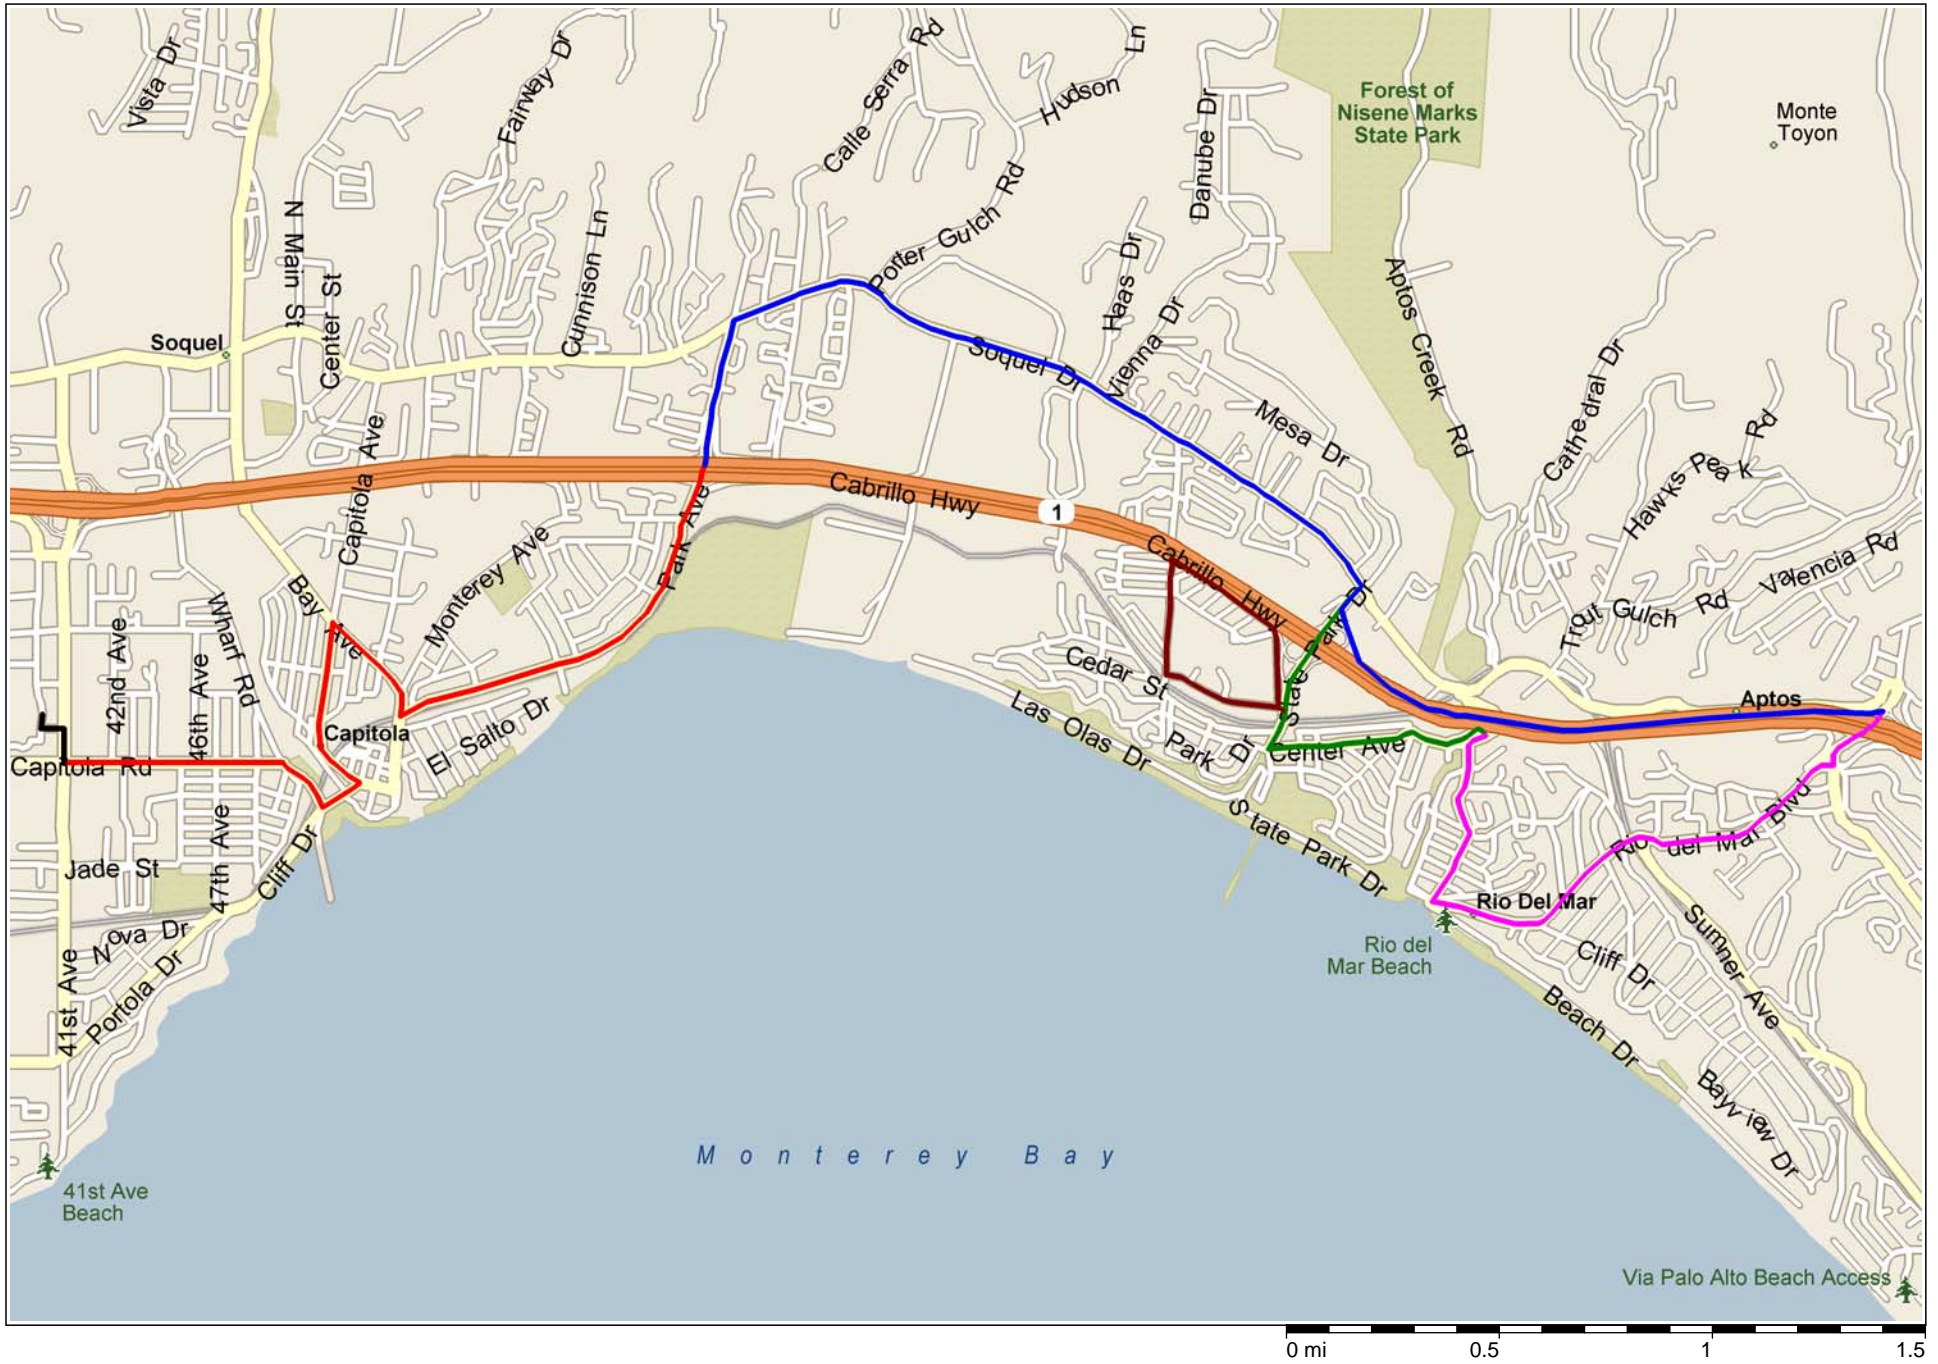 Vista Dr
Fairway Dr
Calle Serra Rd
Hudson Ln
Danube Dr
Forest of
Nisene Marks
State Park
Monte
Toyon
N Main St
Center St
Cunnison Ln
Porter Gulch Rd
Haas Dr
Vienna Dr
Aptos Creek Rd
Soquel
Soquel Dr
Mesa Dr
Cathedral Dr
Hawks Peak Rd
Capitola Ave
Cabrillo Hwy
1
Cabrillo Hwy
Park Ave
Monterey Ave
Bay Ave
Wharf Rd
42nd Ave
46th Ave
Valencia Rd
Trout Gulch Rd
Cedar St
State Park Dr
Capitola
El Salto Dr
Las Olas Dr
Park Dr
Center Ave
Aptos
Capitola Rd
47th Ave
Cliff Dr
Jade St
State Park Dr
Rio del Mar Blvd
Rio Del Mar
Rio del
Mar Beach
Cliff Dr
Sumner Ave
Beach Dr
Nova Dr
Portola Dr
41st Ave
Bayview Dr
Monterey Bay
41st Ave
Beach
Via Palo Alto Beach Access
0 mi 0.5 1 1.5